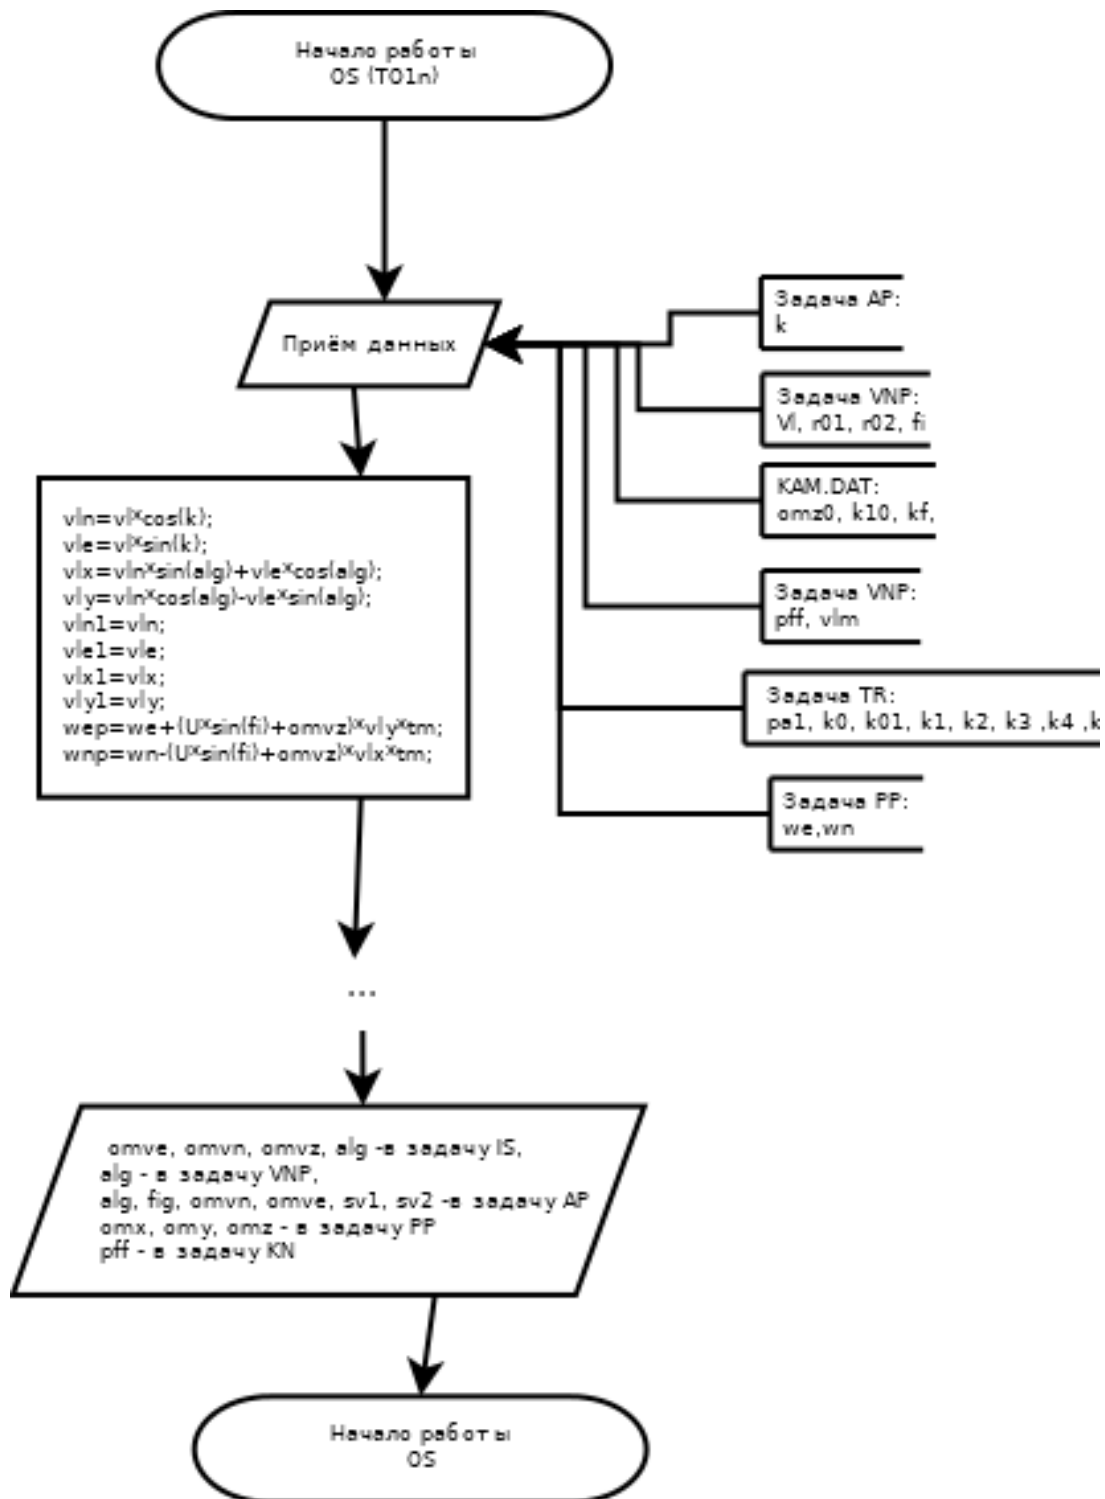 Начало работы
OS (TO1n)
Приём данных
Задача AP:
k
Задача VNP:
Vl, r01, r02, fi
KAM.DAT:
omz0, k10, kf,
Задача VNP:
pff, vlm
Задача TR:
pa1, k0, k01, k1, k2, k3 ,k4 ,k
Задача PP:
we,wn
vln=vl*cos(k);
vle=vl*sin(k);
vlx=vln*sin(alg)+vle*cos(alg);
vly=vln*cos(alg)-vle*sin(alg);
vln1=vln;
vle1=vle;
vlx1=vlx;
vly1=vly;
wep=we+(U*sin(fi)+omvz)*vly*tm;
wnp=wn-(U*sin(fi)+omvz)*vlx*tm;
...
omve, omvn, omvz, alg -в задачу IS,
alg - в задачу VNP,
alg, fig, omvn, omve, sv1, sv2 -в задачу AP
omx, omy, omz - в задачу PP
pff - в задачу KN
Начало работы
OS